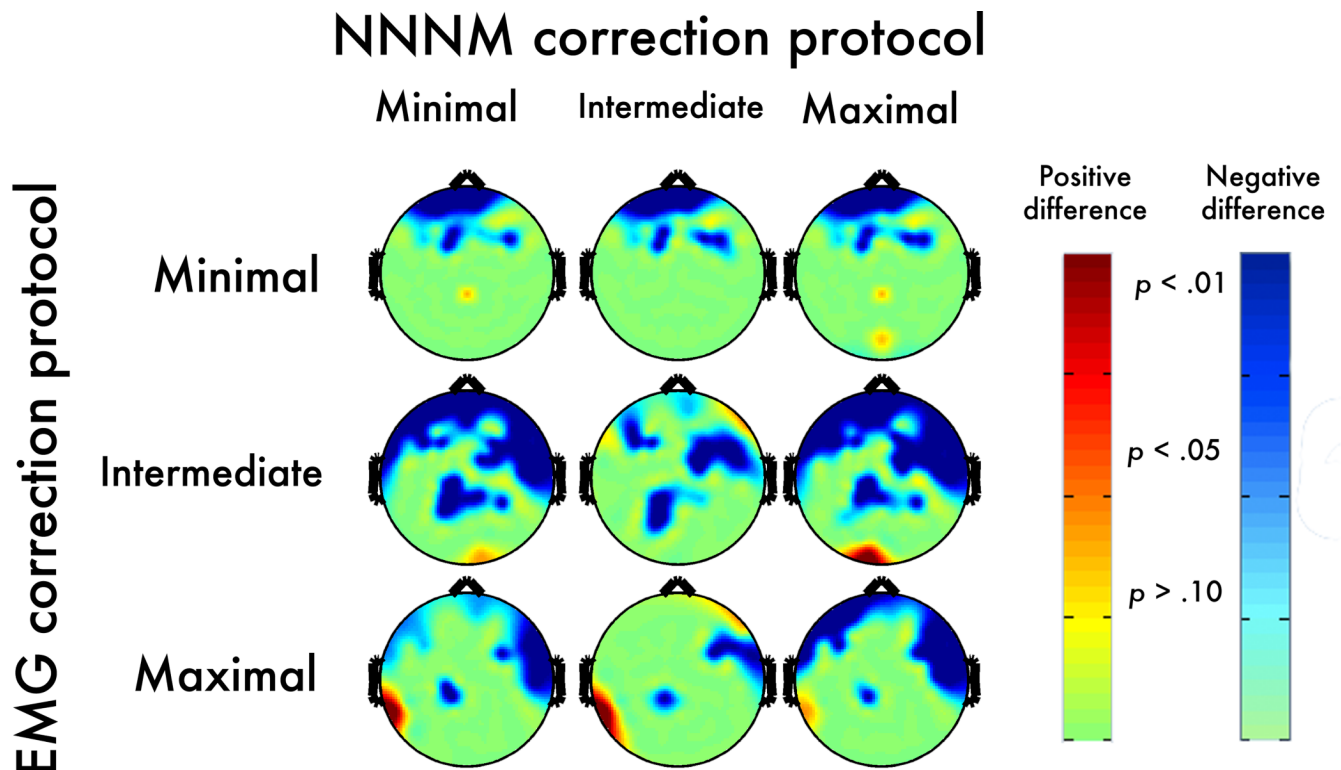 NNNM correction protocol
Minimal
Intermediate
Maximal
EMG correction protocol
Minimal
Intermediate
Maximal
Positive
difference
Negative
difference
p < .01
p < .05
p > .10